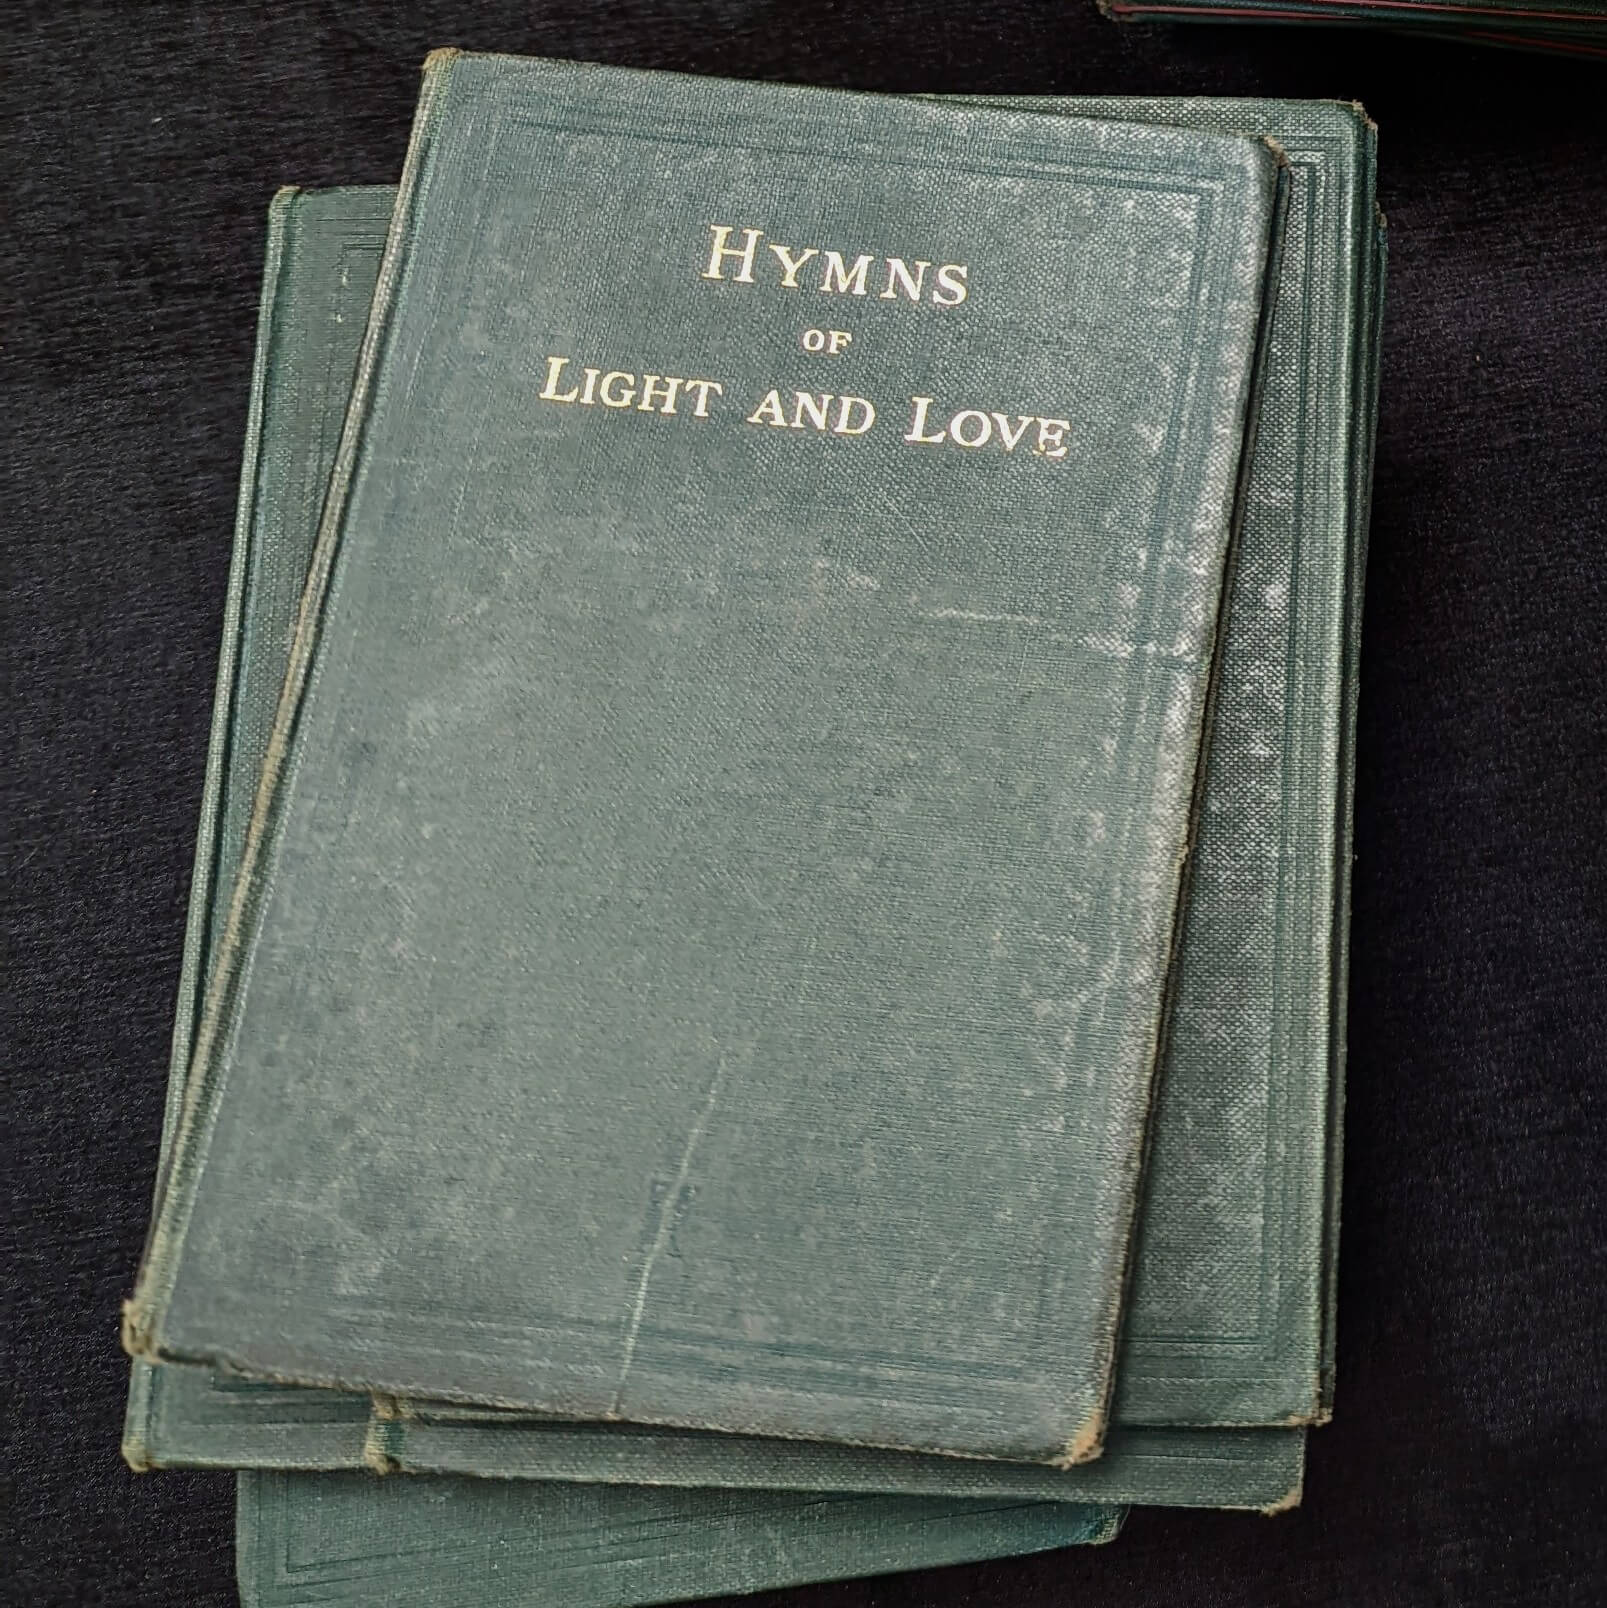 HYMNS
OF
LIGHT AND LOVE